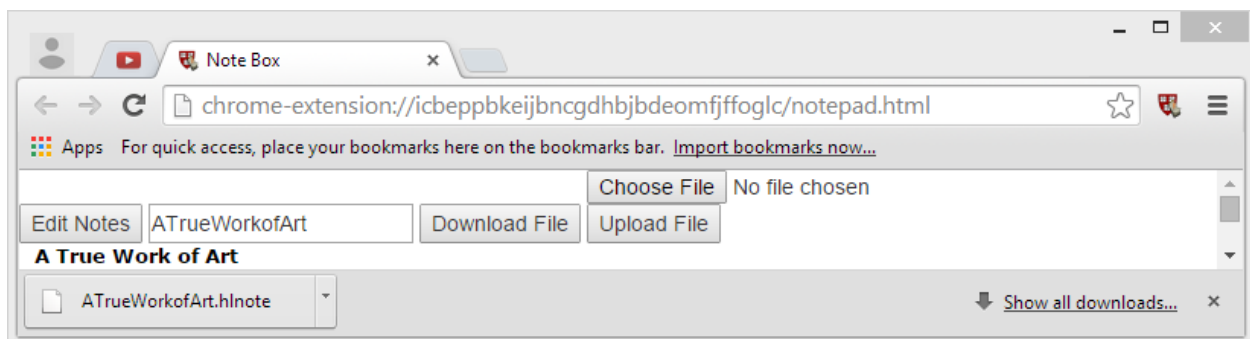 Note Box
chrome-extension://icbeppbkeijbncgdhbjbdeomfjffoglc/notepad.html
Apps For quick access, place your bookmarks here on the bookmarks bar. Import bookmarks now...
Choose File No file chosen
Edit Notes ATrueWorkofArt Download File Upload File
A True Work of Art
ATrueWorkofArt.hlnote Show all downloads...